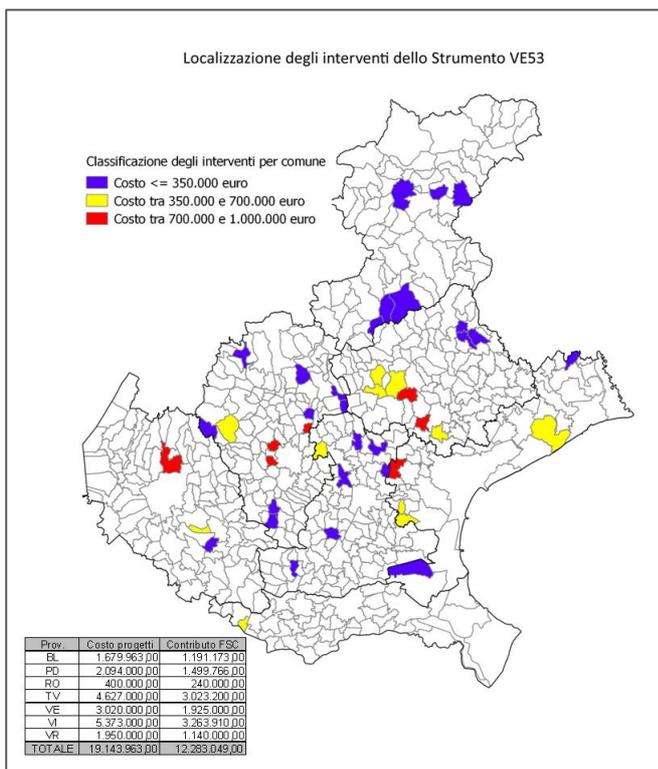 Localizzazione degli interventi dello Strumento VE53
Classificazione degli interventi per comune
Costo <= 350.000 euro
Costo tra 350.000 e 700.000 euro
Costo tra 700.000 e 1.000.000 euro
Prov. Costo progetti Contributo FSC
BL 1.679.963,00 1.191.173,00
PD 2.094.000,00 1.499.766,00
RO 400.000,00 240.000,00
TV 4.627.000,00 3.023.200,00
VE 3.020.000,00 1.925.000,00
VI 5.373.000,00 3.263.910,00
VR 1.950.000,00 1.140.000,00
TOTALE 19.143.963,00 12.283.049,00